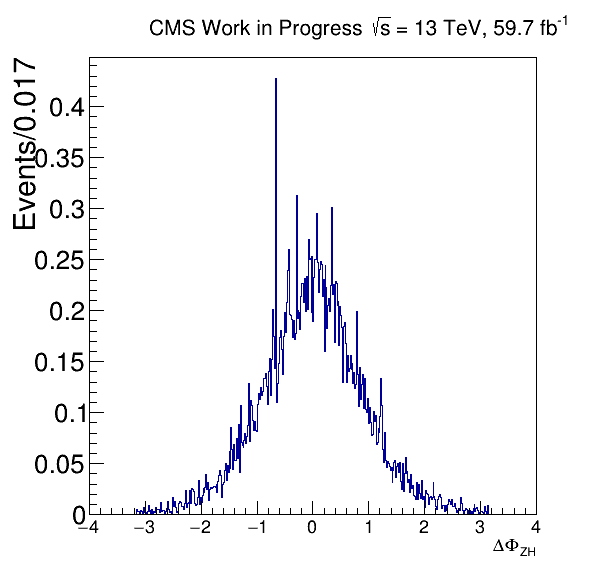 CMS Work in Progress √s = 13 TeV, 59.7 fb⁻¹
Events/0.017
0.4
0.35
0.3
0.25
0.2
0.15
0.1
0.05
0
−4 −3 −2 −1 0 1 2 3 4
ΔΦ_ZH